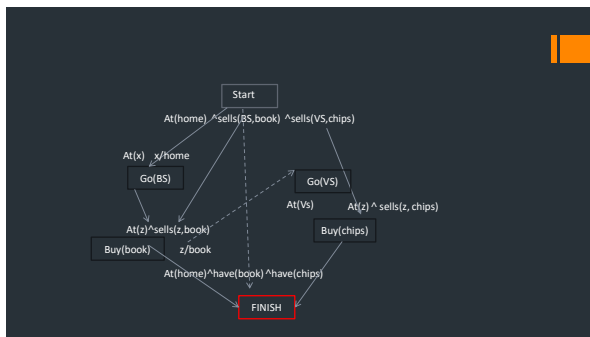 Start
At(home) ^sells(BS,book) ^sells(VS,chips)
At(x) x/home
Go(BS)
Go(VS)
At(Vs)
At(z) ^ sells(z, chips)
At(z)^sells(z,book)
Buy(chips)
Buy(book)
z/book
At(home)^have(book) ^have(chips)
FINISH